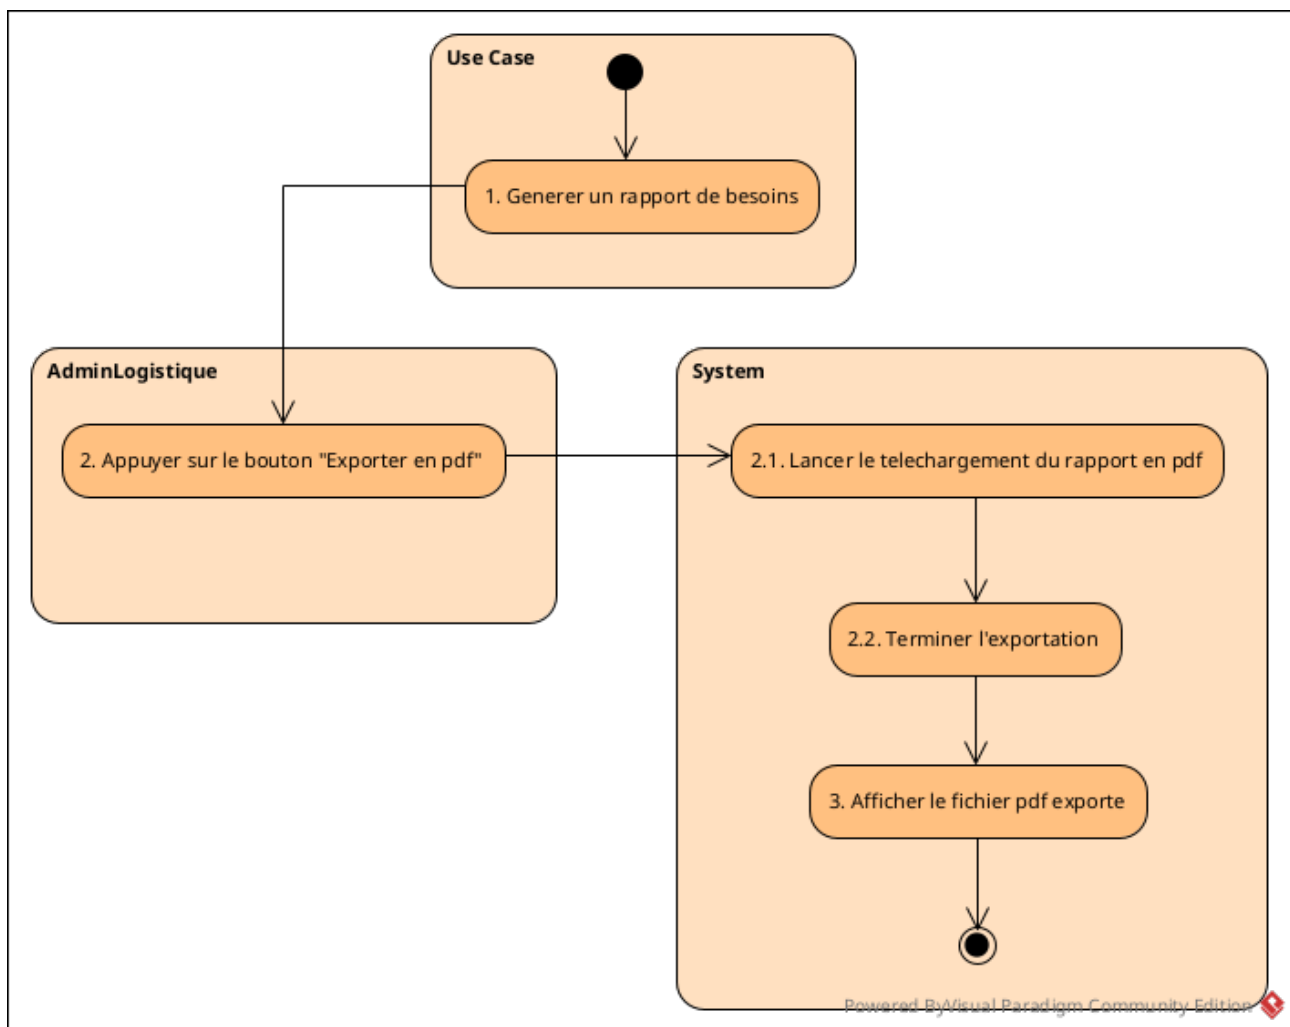 Use Case
1. Generer un rapport de besoins
AdminLogistique
2. Appuyer sur le bouton "Exporter en pdf"
System
2.1. Lancer le telechargement du rapport en pdf
2.2. Terminer l'exportation
3. Afficher le fichier pdf exporte
Powered ByVisual Paradigm Community Edition